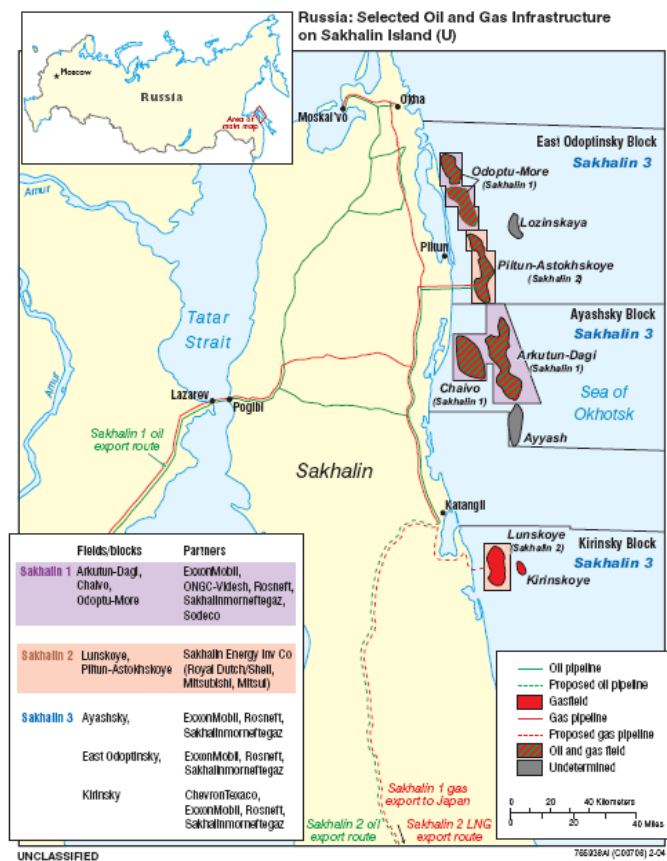 Russia: Selected Oil and Gas Infrastructure
on Sakhalin Island (U)
Moscow
Russia
Area of
main map
Okha
Moskal'vo
East Odoptinsky Block
Sakhalin 3
Odoptu-More
(Sakhalin 1)
Lozinskaya
Amur
Piltun
Piltun-Astokhskoye
(Sakhalin 2)
Ayashsky Block
Sakhalin 3
Tatar
Strait
Arkutun-Dagi
(Sakhalin 1)
Amur
Chaivo
(Sakhalin 1)
Sea of
Okhotsk
Lazarev
Pogibi
Ayyash
Sakhalin 1 oil
export route
Sakhalin
Katangli
Lunskoye
(Sakhalin 2)
Kirinsky Block
Sakhalin 3
Kirinskoye
Fields/blocks Partners
Sakhalin 1 Arkutun-Dagi, ExxonMobil,
Chaivo, ONGC-Videsh, Rosneft,
Odoptu-More Sakhalinmorneftegaz,
Sodeco
Sakhalin 2 Lunskoye, Sakhalin Energy Inv Co
Piltun-Astokhskoye (Royal Dutch/Shell,
Mitsubishi, Mitsui)
Sakhalin 3 Ayashsky, ExxonMobil, Rosneft,
Sakhalinmorneftegaz
East Odoptinsky, ExxonMobil, Rosneft,
Sakhalinmorneftegaz
Kirinsky ChevronTexaco,
ExxonMobil, Rosneft,
Sakhalinmorneftegaz
Sakhalin 1 gas
export to Japan
Sakhalin 2 oil
export route
Sakhalin 2 LNG
export route
Oil pipeline
Proposed oil pipeline
Gasfield
Gas pipeline
Proposed gas pipeline
Oil and gas field
Undetermined
0 20 40 Kilometers
0 20 40 Miles
UNCLASSIFIED
765938AI (C00706) 2-04